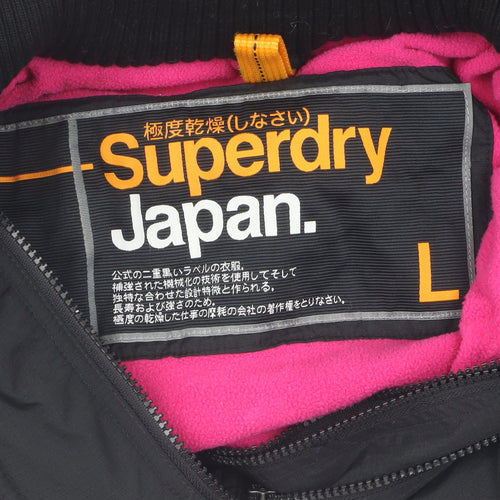 極度乾燥(しなさい)
Superdry
Japan.
公式の二重黒いラベルの衣服.
補強された機械化の技術を使用してそして
独特な合わせた設計特徴と作られる.
長寿および強さのため.
極度の乾燥した仕事の摩耗の会社の著作権をとりなさい.
L